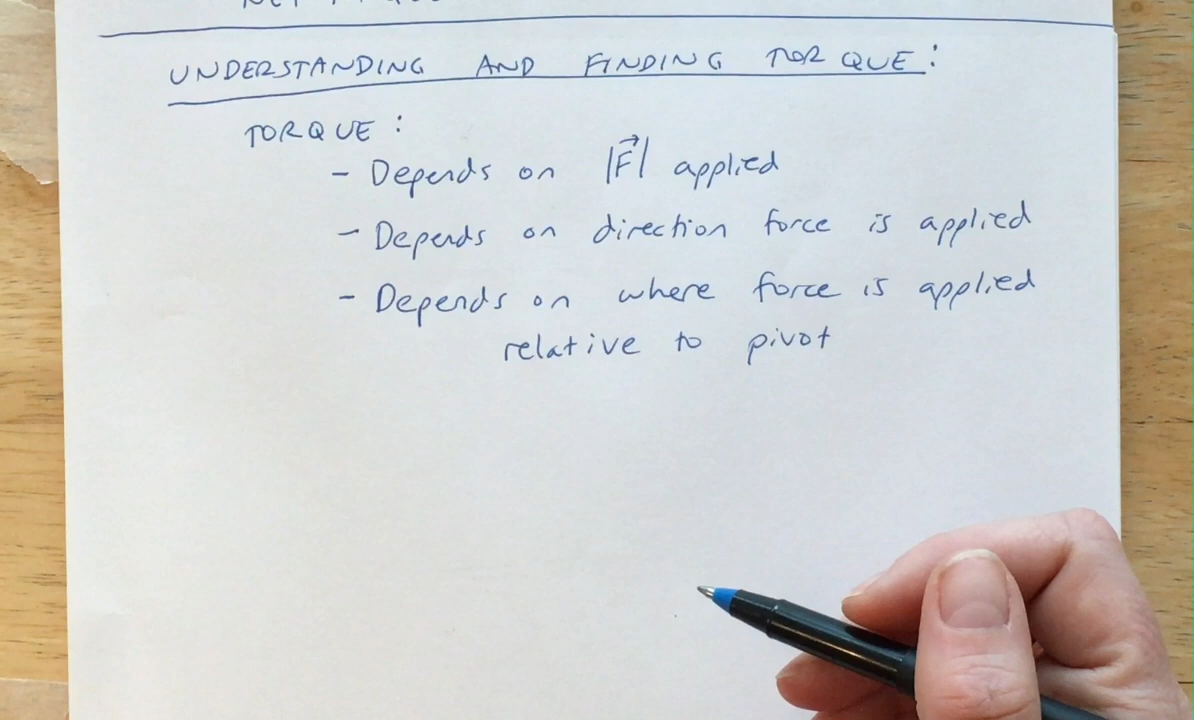 UNDERSTANDING AND FINDING TORQUE:
TORQUE:
- Depends on |F⃗| applied
- Depends on direction force is applied
- Depends on where force is applied
relative to pivot